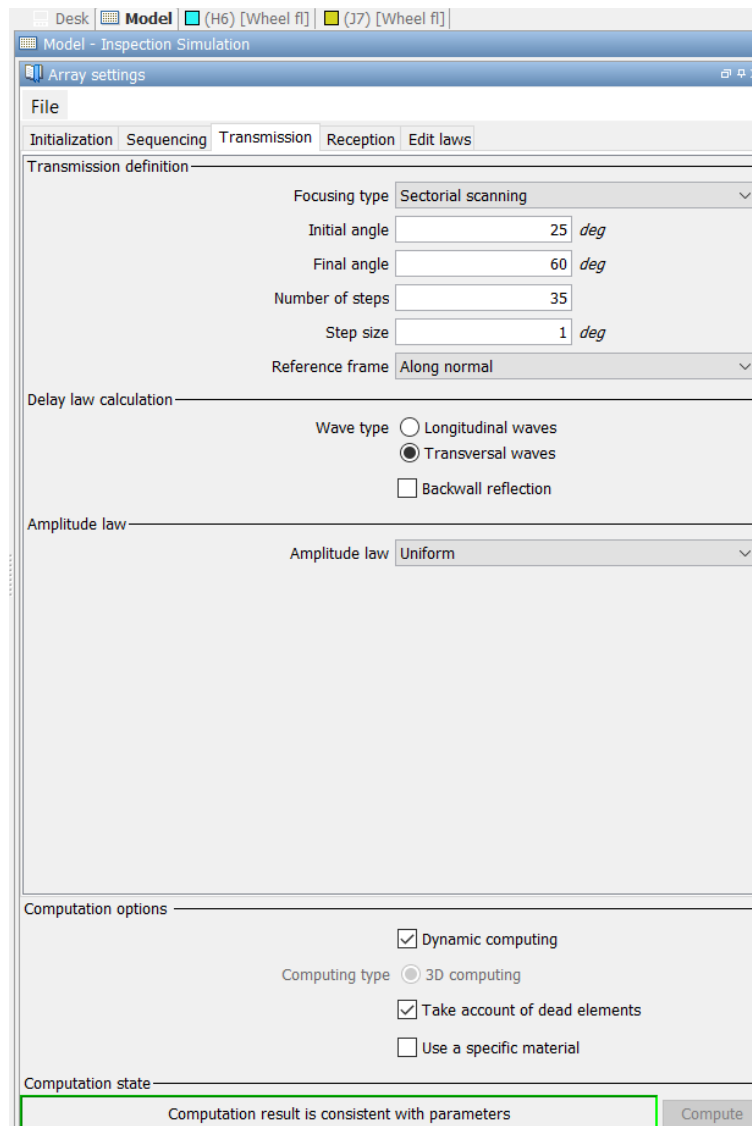 Desk Model (H6) [Wheel fl] (J7) [Wheel fl]
Model - Inspection Simulation
Array settings
File
Initialization Sequencing Transmission Reception Edit laws
Transmission definition
Focusing type Sectorial scanning
Initial angle 25 deg
Final angle 60 deg
Number of steps 35
Step size 1 deg
Reference frame Along normal
Delay law calculation
Wave type Longitudinal waves
Transversal waves
Backwall reflection
Amplitude law
Amplitude law Uniform
Computation options
Dynamic computing
Computing type 3D computing
Take account of dead elements
Use a specific material
Computation state
Computation result is consistent with parameters Compute